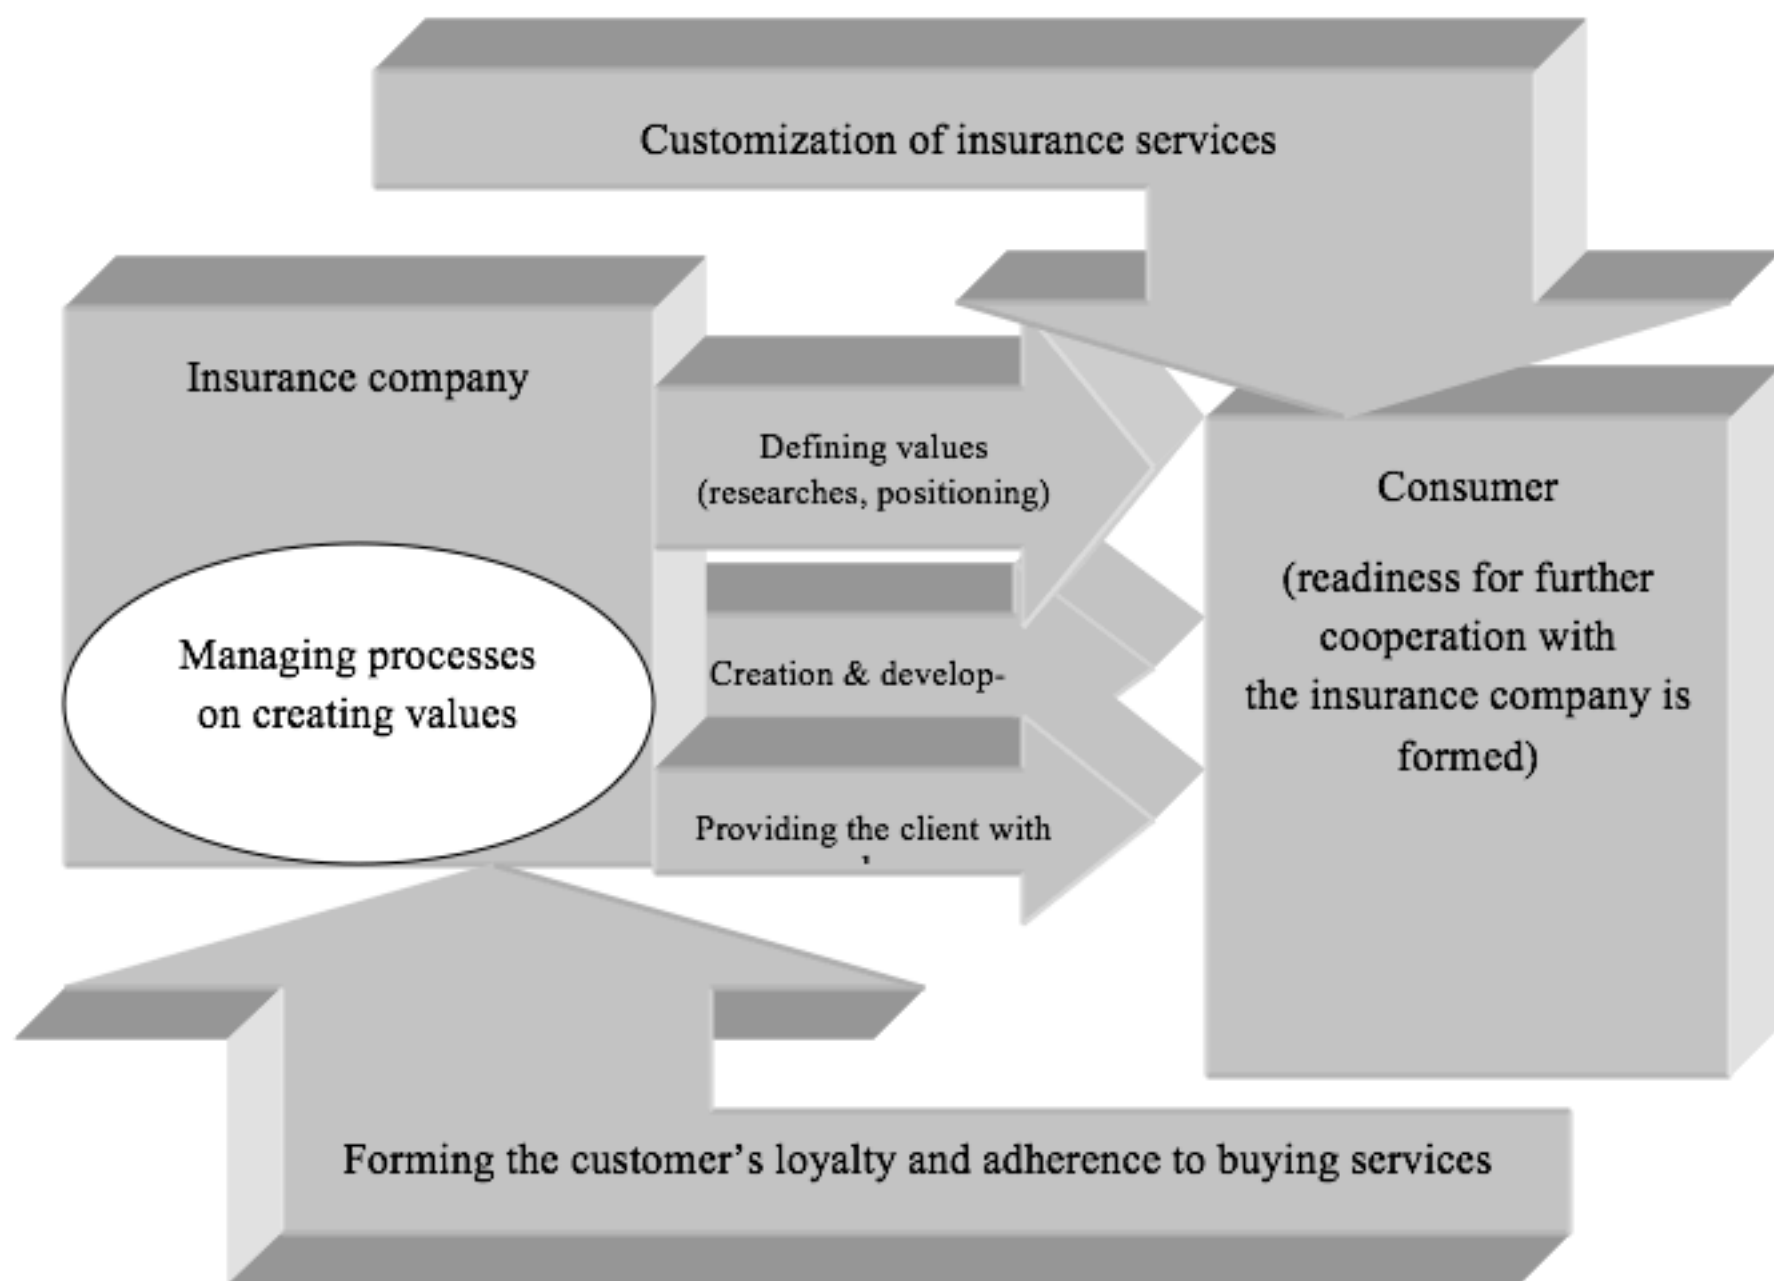 Customization of insurance services
Insurance company
Managing processes
on creating values
Defining values
(researches, positioning)
Creation & develop-
Providing the client with
Consumer
(readiness for further
cooperation with
the insurance company is
formed)
Forming the customer’s loyalty and adherence to buying services